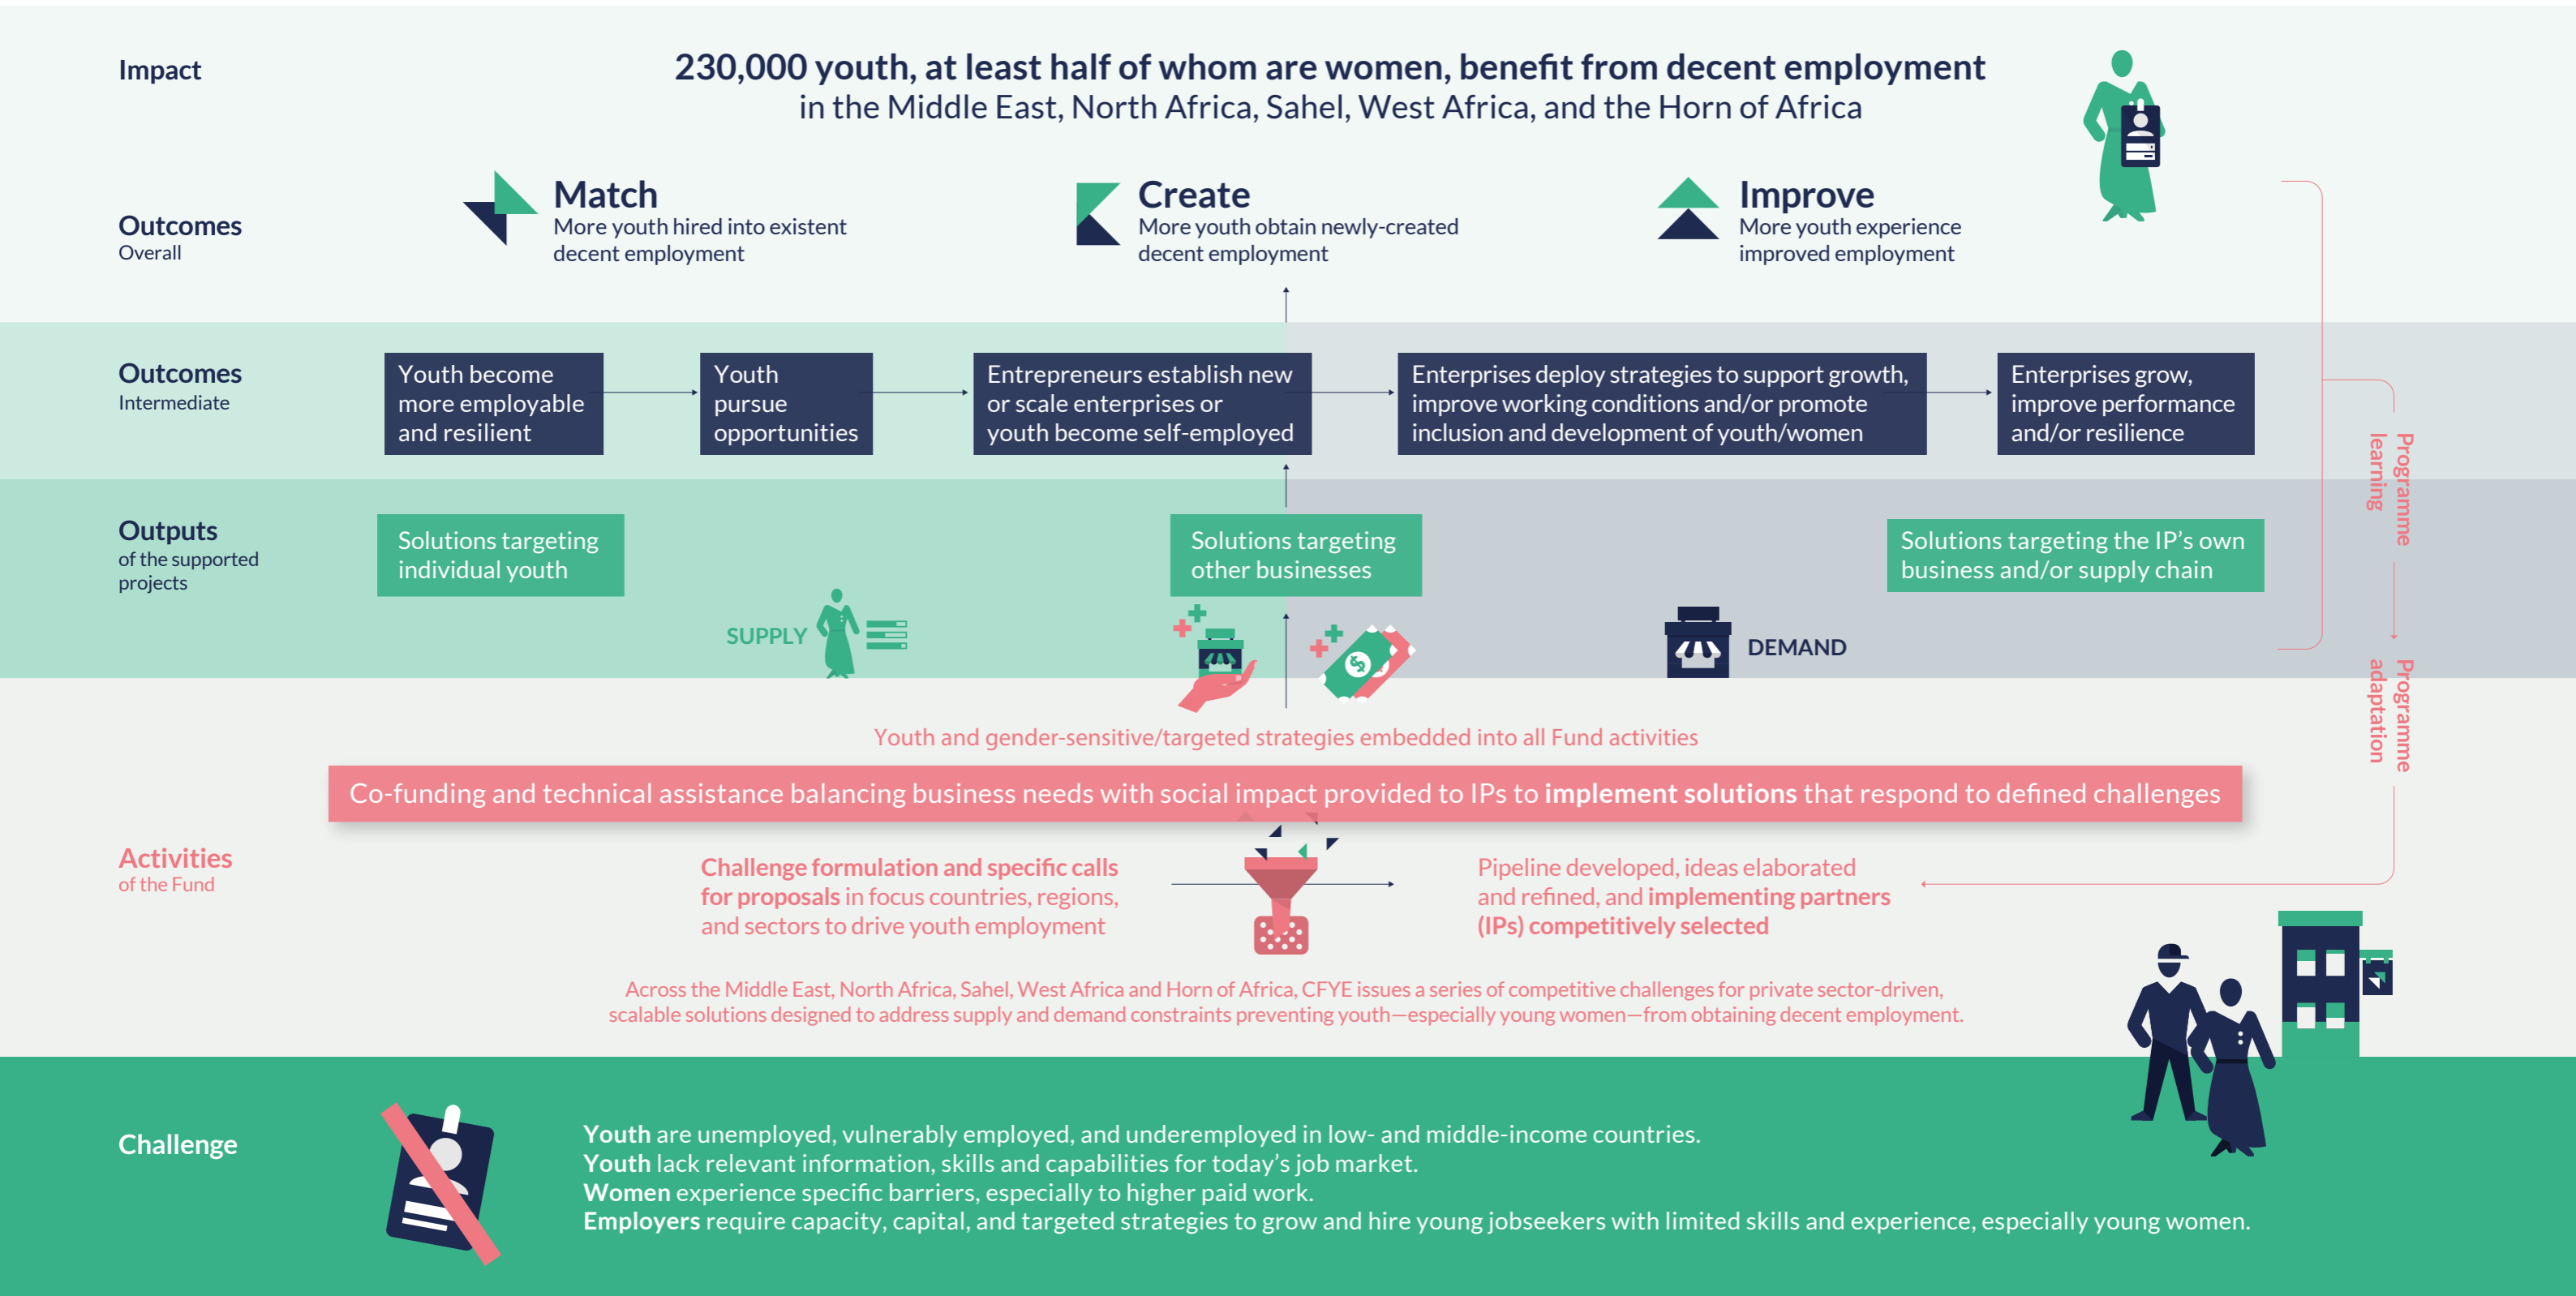 Impact
230,000 youth, at least half of whom are women, benefit from decent employment
in the Middle East, North Africa, Sahel, West Africa, and the Horn of Africa
Outcomes
Overall
Match
More youth hired into existent
decent employment
Create
More youth obtain newly-created
decent employment
Improve
More youth experience
improved employment
Outcomes
Intermediate
Youth become
more employable
and resilient
Youth
pursue
opportunities
Entrepreneurs establish new
or scale enterprises or
youth become self-employed
Enterprises deploy strategies to support growth,
improve working conditions and/or promote
inclusion and development of youth/women
Enterprises grow,
improve performance
and/or resilience
Programme
learning
Outputs
of the supported
projects
Solutions targeting
individual youth
Solutions targeting
other businesses
Solutions targeting the IP's own
business and/or supply chain
SUPPLY
DEMAND
Programme
adaptation
Youth and gender-sensitive/targeted strategies embedded into all Fund activities
Co-funding and technical assistance balancing business needs with social impact provided to IPs to implement solutions that respond to defined challenges
Activities
of the Fund
Challenge formulation and specific calls
for proposals in focus countries, regions,
and sectors to drive youth employment
Pipeline developed, ideas elaborated
and refined, and implementing partners
(IPs) competitively selected
Across the Middle East, North Africa, Sahel, West Africa and Horn of Africa, CFYE issues a series of competitive challenges for private sector-driven,
scalable solutions designed to address supply and demand constraints preventing youth—especially young women—from obtaining decent employment.
Challenge
Youth are unemployed, vulnerably employed, and underemployed in low- and middle-income countries.
Youth lack relevant information, skills and capabilities for today's job market.
Women experience specific barriers, especially to higher paid work.
Employers require capacity, capital, and targeted strategies to grow and hire young jobseekers with limited skills and experience, especially young women.